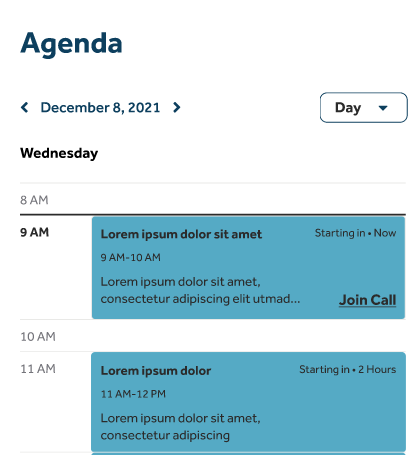 Agenda
December 8, 2021
Day
Wednesday
8 AM
9 AM
Lorem ipsum dolor sit amet
Starting in • Now
9 AM-10 AM
Lorem ipsum dolor sit amet,
consectetur adipiscing elit utmad...
Join Call
10 AM
11 AM
Lorem ipsum dolor
Starting in • 2 Hours
11 AM-12 PM
Lorem ipsum dolor sit amet,
consectetur adipiscing